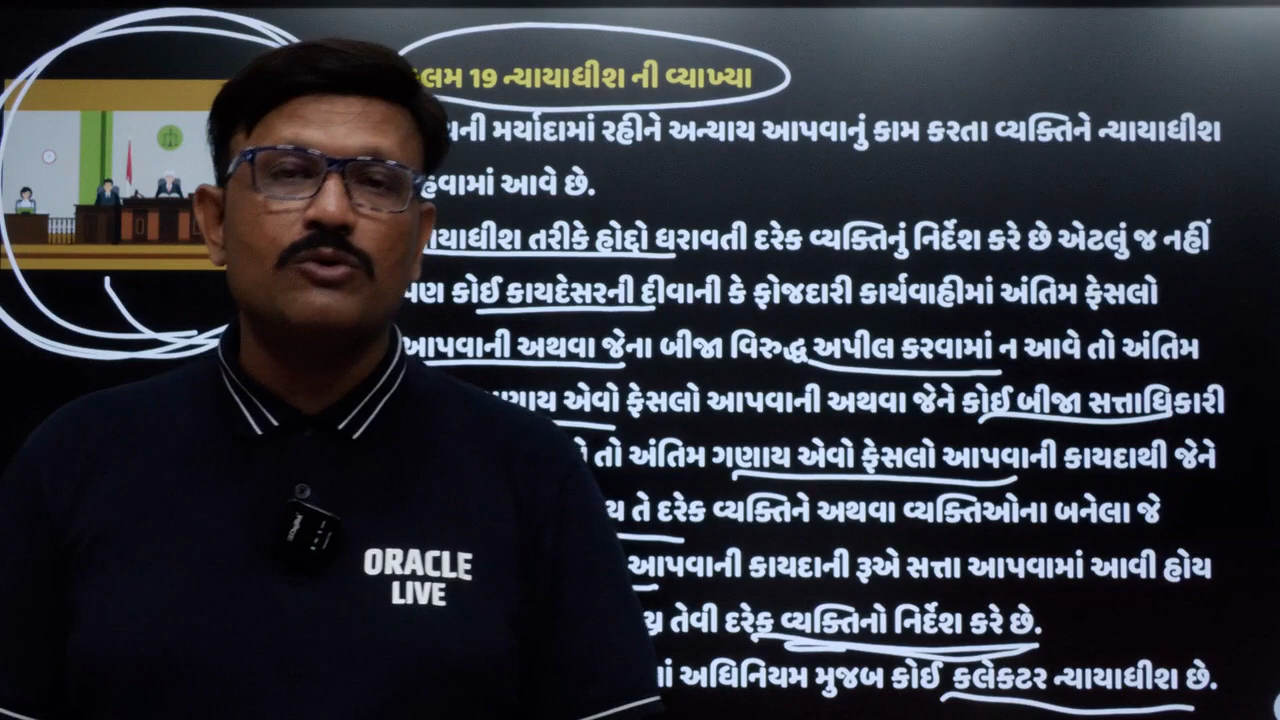 19 ન્યાયાધીશ ની વ્યાખ્યા
મર્યાદામાં રહીને અન્યાય આપવાનું કામ કરતા વ્યક્તિને ન્યાયાધીશ
આવે છે.
તરીકે હોદ્દો ધરાવતી દરેક વ્યક્તિનું નિર્દેશ કરે છે એટલું જ નહીં
પણ કોઈ કાયદેસરની દીવાની કે ફોજદારી કાર્યવાહીમાં અંતિમ ફેસલો
આપવાની અથવા જેના બીજા વિરુદ્ધ અપીલ કરવામાં ન આવે તો અંતિમ
એવો ફેસલો આપવાની અથવા જેને કોઈ બીજા સત્તાધિકારી
તો અંતિમ ગણાય એવો ફેસલો આપવાની કાયદાથી જેને
તે દરેક વ્યક્તિને અથવા વ્યક્તિઓના બનેલા જે
આપવાની કાયદાની રૂએ સત્તા આપવામાં આવી હોય
તેવી દરેક વ્યક્તિનો નિર્દેશ કરે છે.
અધિનિયમ મુજબ કોઈ કલેકટર ન્યાયાધીશ છે.
ORACLE
LIVE